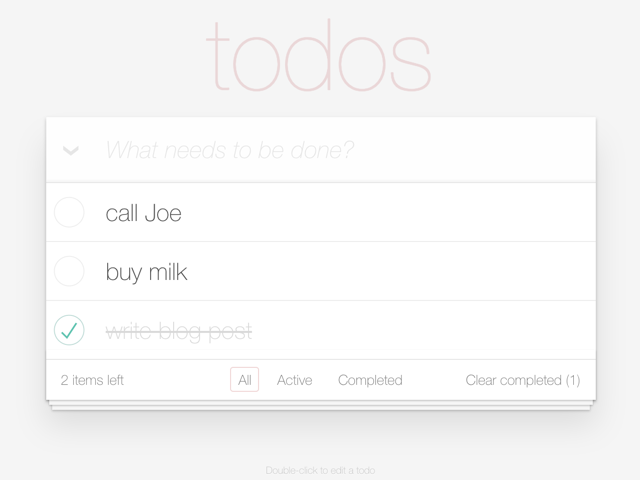 todos
What needs to be done?
call Joe
buy milk
write blog post
2 items left All Active Completed Clear completed (1)
Double-click to edit a todo